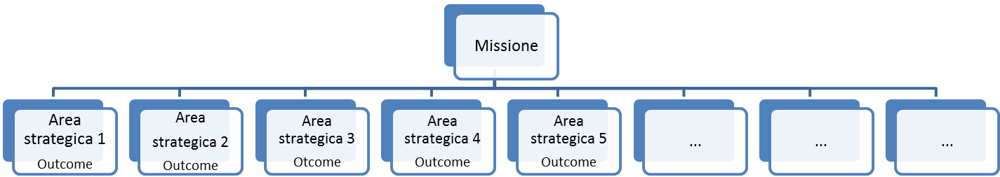 Missione
Area
strategica 1
Outcome
Area
strategica 2
Outcome
Area
strategica 3
Otcome
Area
strategica 4
Outcome
Area
strategica 5
Outcome
...
...
...